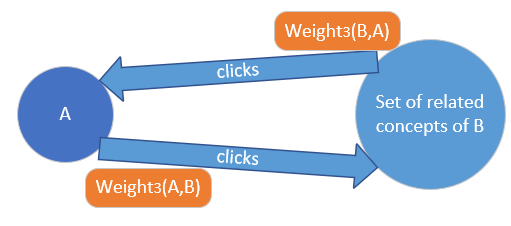 Weight3(B,A)
clicks
A
Set of related
concepts of B
clicks
Weight3(A,B)